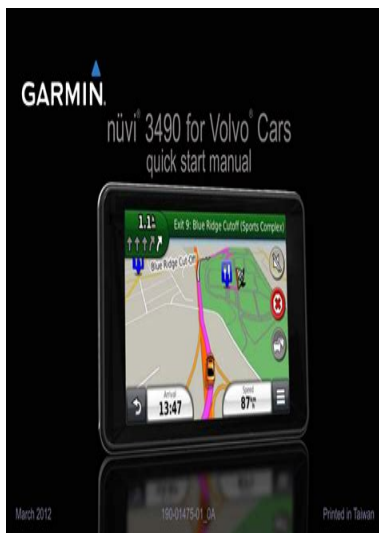 GARMIN
nüvi® 3490 for Volvo® Cars
quick start manual
1.1
Exit 9: Blue Ridge Cutoff (Sports Complex)
Blue Ridge Cut-Off
Arrival
13:47
Speed
87
March 2012
190-01475-01_0A
Printed in Taiwan